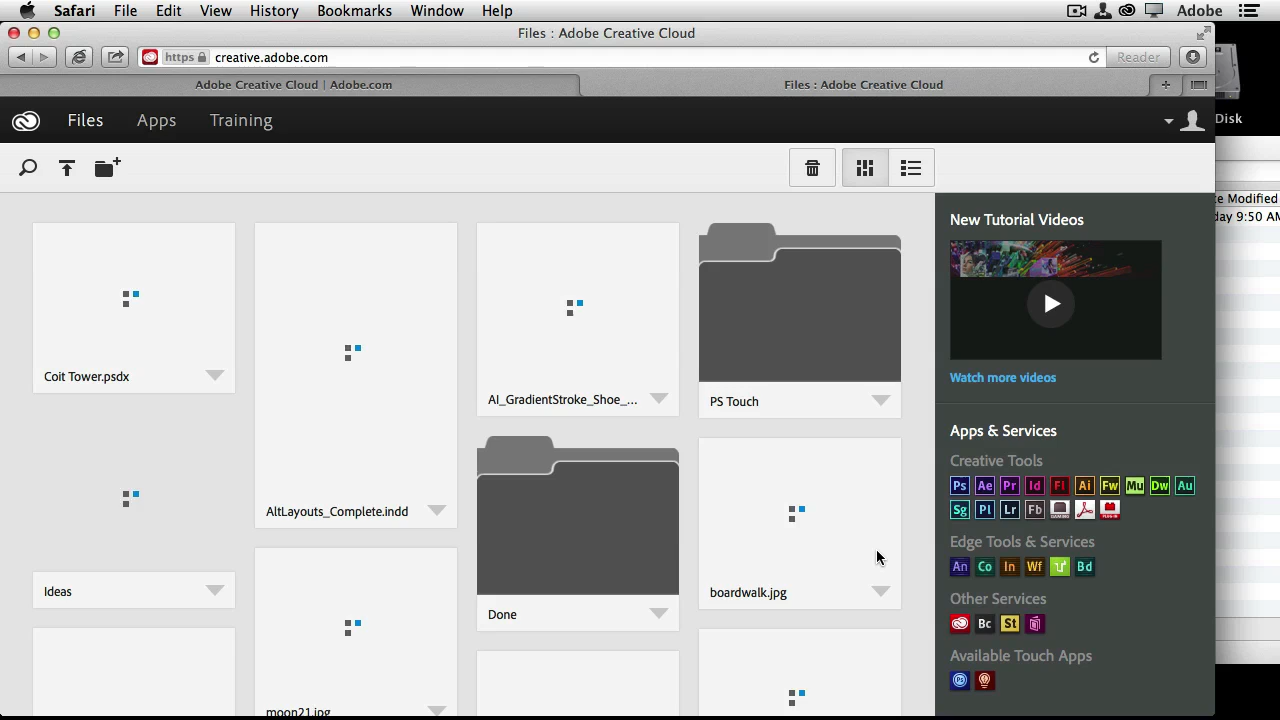 Safari File Edit View History Bookmarks Window Help Adobe
Files : Adobe Creative Cloud
https creative.adobe.com Reader
Adobe Creative Cloud | Adobe.com Files : Adobe Creative Cloud
Disk
Files Apps Training
Modified
9:50 AM
New Tutorial Videos
Watch more videos
Coit Tower.psdx
AI_GradientStroke_Shoe_...
PS Touch
AltLayouts_Complete.indd
Ideas
Done
boardwalk.jpg
moon21.jpg
Apps & Services
Creative Tools
Ps Ae Pr Id Fl Ai Fw Mu Dw Au
Sg Pl Lr Fb
Edge Tools & Services
An Co In Wf Bd
Other Services
Bc St
Available Touch Apps